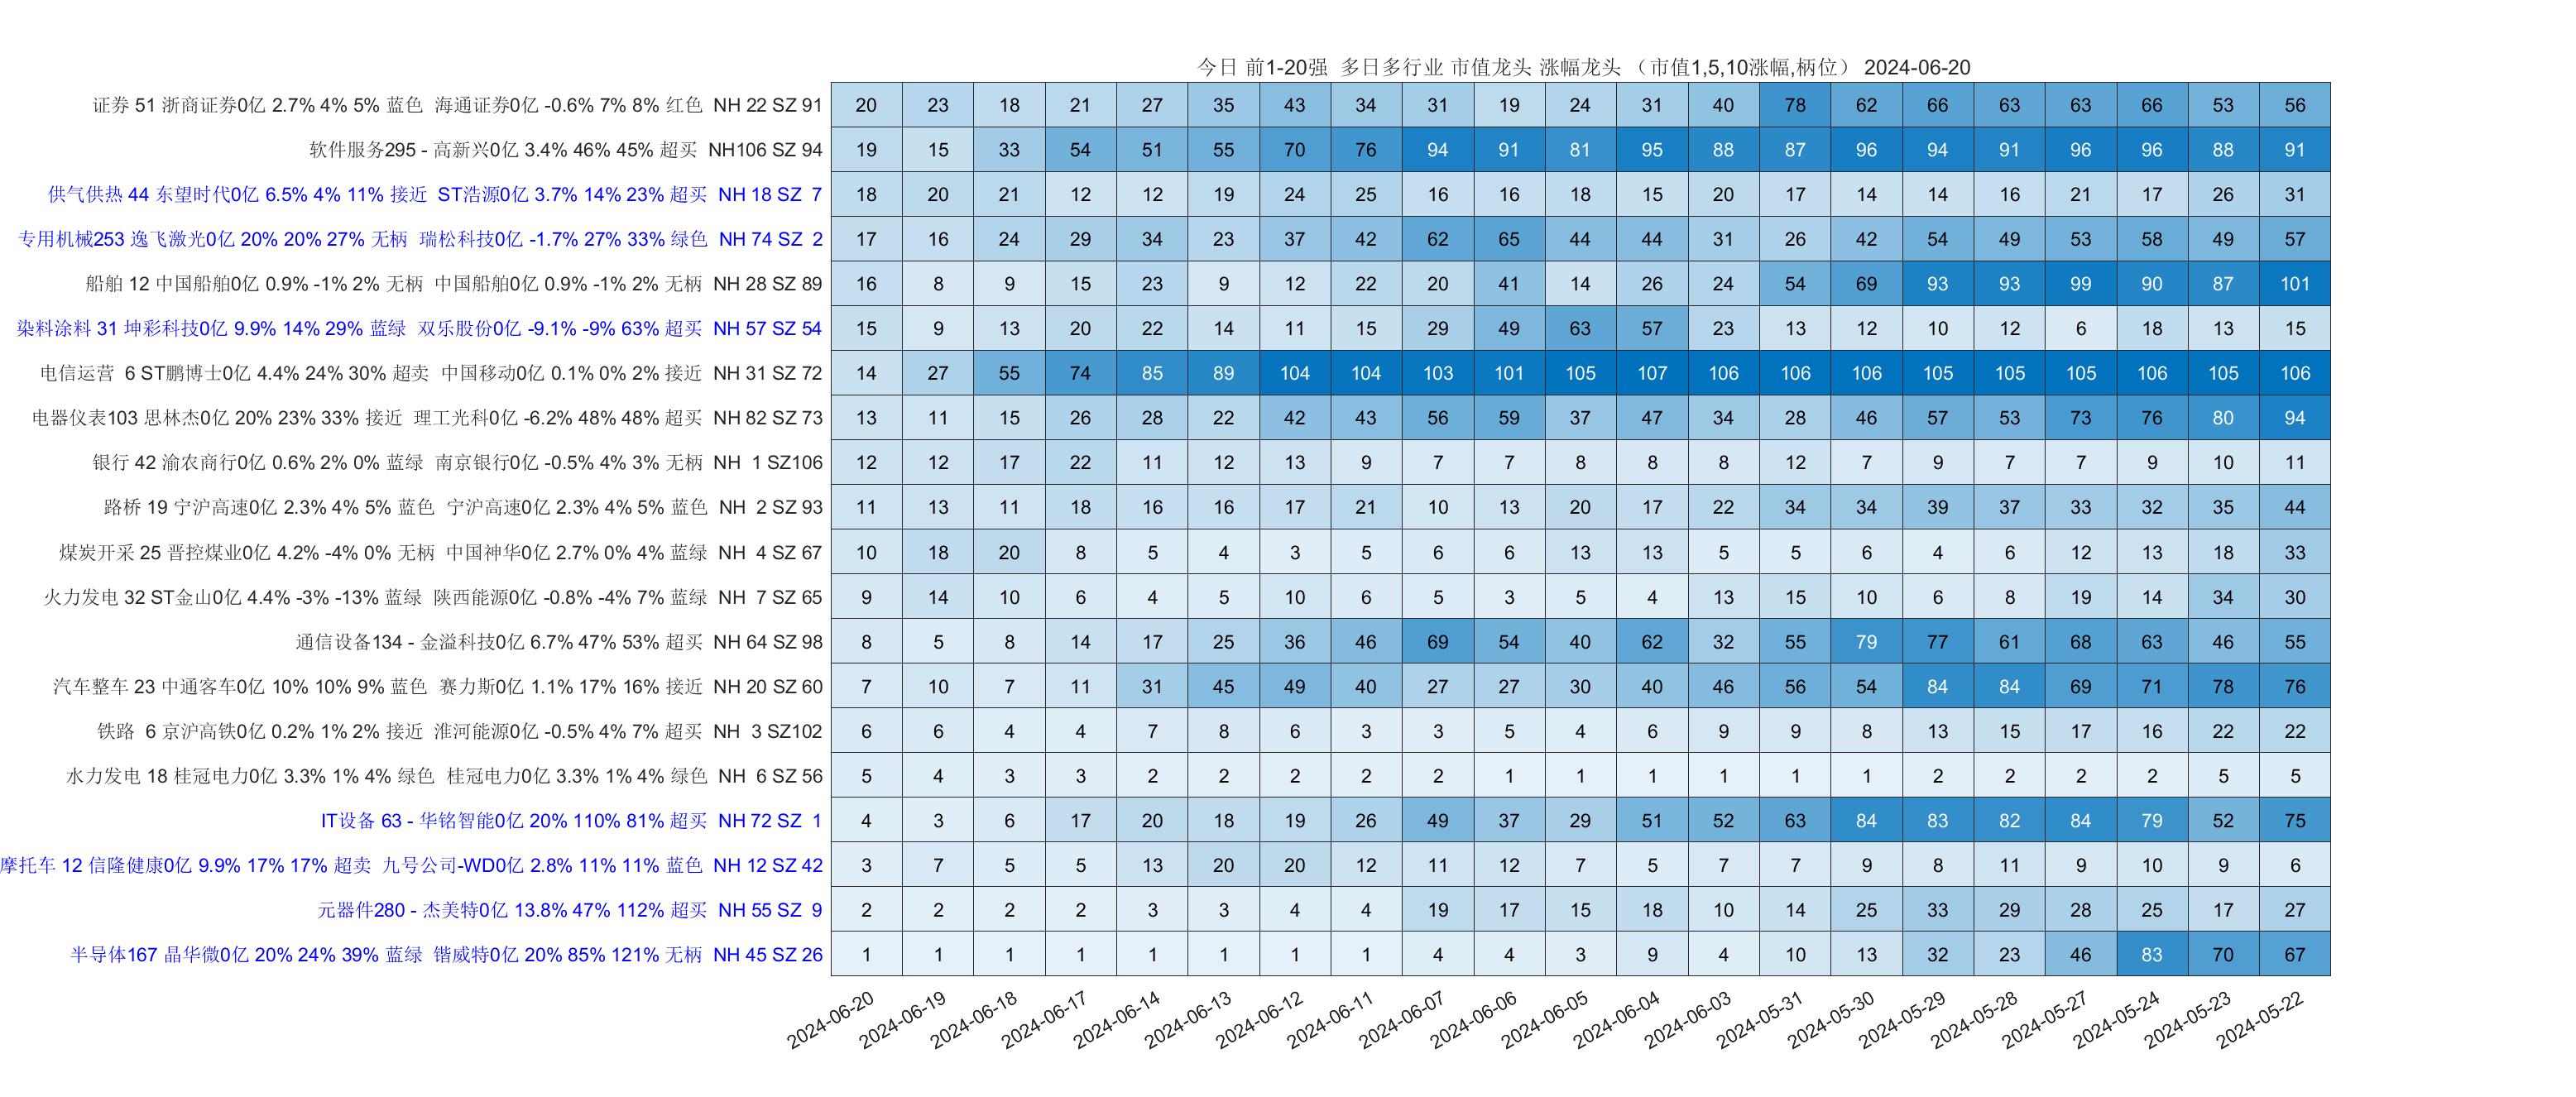 今日 前1-20强 多日多行业 市值龙头 涨幅龙头 （市值1,5,10涨幅,柄位） 2024-06-20
证券 51 浙商证券0亿 2.7% 4% 5% 蓝色 海通证券0亿 -0.6% 7% 8% 红色 NH 22 SZ 91 20 23 18 21 27 35 43 34 31 19 24 31 40 78 62 66 63 63 66 53 56
软件服务295 - 高新兴0亿 3.4% 46% 45% 超买 NH106 SZ 94 19 15 33 54 51 55 70 76 94 91 81 95 88 87 96 94 91 96 96 88 91
供气供热 44 东望时代0亿 6.5% 4% 11% 接近 ST浩源0亿 3.7% 14% 23% 超买 NH 18 SZ 7 18 20 21 12 12 19 24 25 16 16 18 15 20 17 14 14 16 21 17 26 31
专用机械253 逸飞激光0亿 20% 20% 27% 无柄 瑞松科技0亿 -1.7% 27% 33% 绿色 NH 74 SZ 2 17 16 24 29 34 23 37 42 62 65 44 44 31 26 42 54 49 53 58 49 57
船舶 12 中国船舶0亿 0.9% -1% 2% 无柄 中国船舶0亿 0.9% -1% 2% 无柄 NH 28 SZ 89 16 8 9 15 23 9 12 22 20 41 14 26 24 54 69 93 93 99 90 87 101
染料涂料 31 坤彩科技0亿 9.9% 14% 29% 蓝绿 双乐股份0亿 -9.1% -9% 63% 超买 NH 57 SZ 54 15 9 13 20 22 14 11 15 29 49 63 57 23 13 12 10 12 6 18 13 15
电信运营 6 ST鹏博士0亿 4.4% 24% 30% 超卖 中国移动0亿 0.1% 0% 2% 接近 NH 31 SZ 72 14 27 55 74 85 89 104 104 103 101 105 107 106 106 106 105 105 105 106 105 106
电器仪表103 思林杰0亿 20% 23% 33% 接近 理工光科0亿 -6.2% 48% 48% 超买 NH 82 SZ 73 13 11 15 26 28 22 42 43 56 59 37 47 34 28 46 57 53 73 76 80 94
银行 42 渝农商行0亿 0.6% 2% 0% 蓝绿 南京银行0亿 -0.5% 4% 3% 无柄 NH 1 SZ106 12 12 17 22 11 12 13 9 7 7 8 8 8 12 7 9 7 7 9 10 11
路桥 19 宁沪高速0亿 2.3% 4% 5% 蓝色 宁沪高速0亿 2.3% 4% 5% 蓝色 NH 2 SZ 93 11 13 11 18 16 16 17 21 10 13 20 17 22 34 34 39 37 33 32 35 44
煤炭开采 25 晋控煤业0亿 4.2% -4% 0% 无柄 中国神华0亿 2.7% 0% 4% 蓝绿 NH 4 SZ 67 10 18 20 8 5 4 3 5 6 6 13 13 5 5 6 4 6 12 13 18 33
火力发电 32 ST金山0亿 4.4% -3% -13% 蓝绿 陕西能源0亿 -0.8% -4% 7% 蓝绿 NH 7 SZ 65 9 14 10 6 4 5 10 6 5 3 5 4 13 15 10 6 8 19 14 34 30
通信设备134 - 金溢科技0亿 6.7% 47% 53% 超买 NH 64 SZ 98 8 5 8 14 17 25 36 46 69 54 40 62 32 55 79 77 61 68 63 46 55
汽车整车 23 中通客车0亿 10% 10% 9% 蓝色 赛力斯0亿 1.1% 17% 16% 接近 NH 20 SZ 60 7 10 7 11 31 45 49 40 27 27 30 40 46 56 54 84 84 69 71 78 76
铁路 6 京沪高铁0亿 0.2% 1% 2% 接近 淮河能源0亿 -0.5% 4% 7% 超买 NH 3 SZ102 6 6 4 4 7 8 6 3 3 5 4 6 9 9 8 13 15 17 16 22 22
水力发电 18 桂冠电力0亿 3.3% 1% 4% 绿色 桂冠电力0亿 3.3% 1% 4% 绿色 NH 6 SZ 56 5 4 3 3 2 2 2 2 2 1 1 1 1 1 1 2 2 2 2 5 5
IT设备 63 - 华铭智能0亿 20% 110% 81% 超买 NH 72 SZ 1 4 3 6 17 20 18 19 26 49 37 29 51 52 63 84 83 82 84 79 52 75
摩托车 12 信隆健康0亿 9.9% 17% 17% 超卖 九号公司-WD0亿 2.8% 11% 11% 蓝色 NH 12 SZ 42 3 7 5 5 13 20 20 12 11 12 7 5 7 7 9 8 11 9 10 9 6
元器件280 - 杰美特0亿 13.8% 47% 112% 超买 NH 55 SZ 9 2 2 2 2 3 3 4 4 19 17 15 18 10 14 25 33 29 28 25 17 27
半导体167 晶华微0亿 20% 24% 39% 蓝绿 锴威特0亿 20% 85% 121% 无柄 NH 45 SZ 26 1 1 1 1 1 1 1 1 4 4 3 9 4 10 13 32 23 46 83 70 67
2024-06-20 2024-06-19 2024-06-18 2024-06-17 2024-06-14 2024-06-13 2024-06-12 2024-06-11 2024-06-07 2024-06-06 2024-06-05 2024-06-04 2024-06-03 2024-05-31 2024-05-30 2024-05-29 2024-05-28 2024-05-27 2024-05-24 2024-05-23 2024-05-22